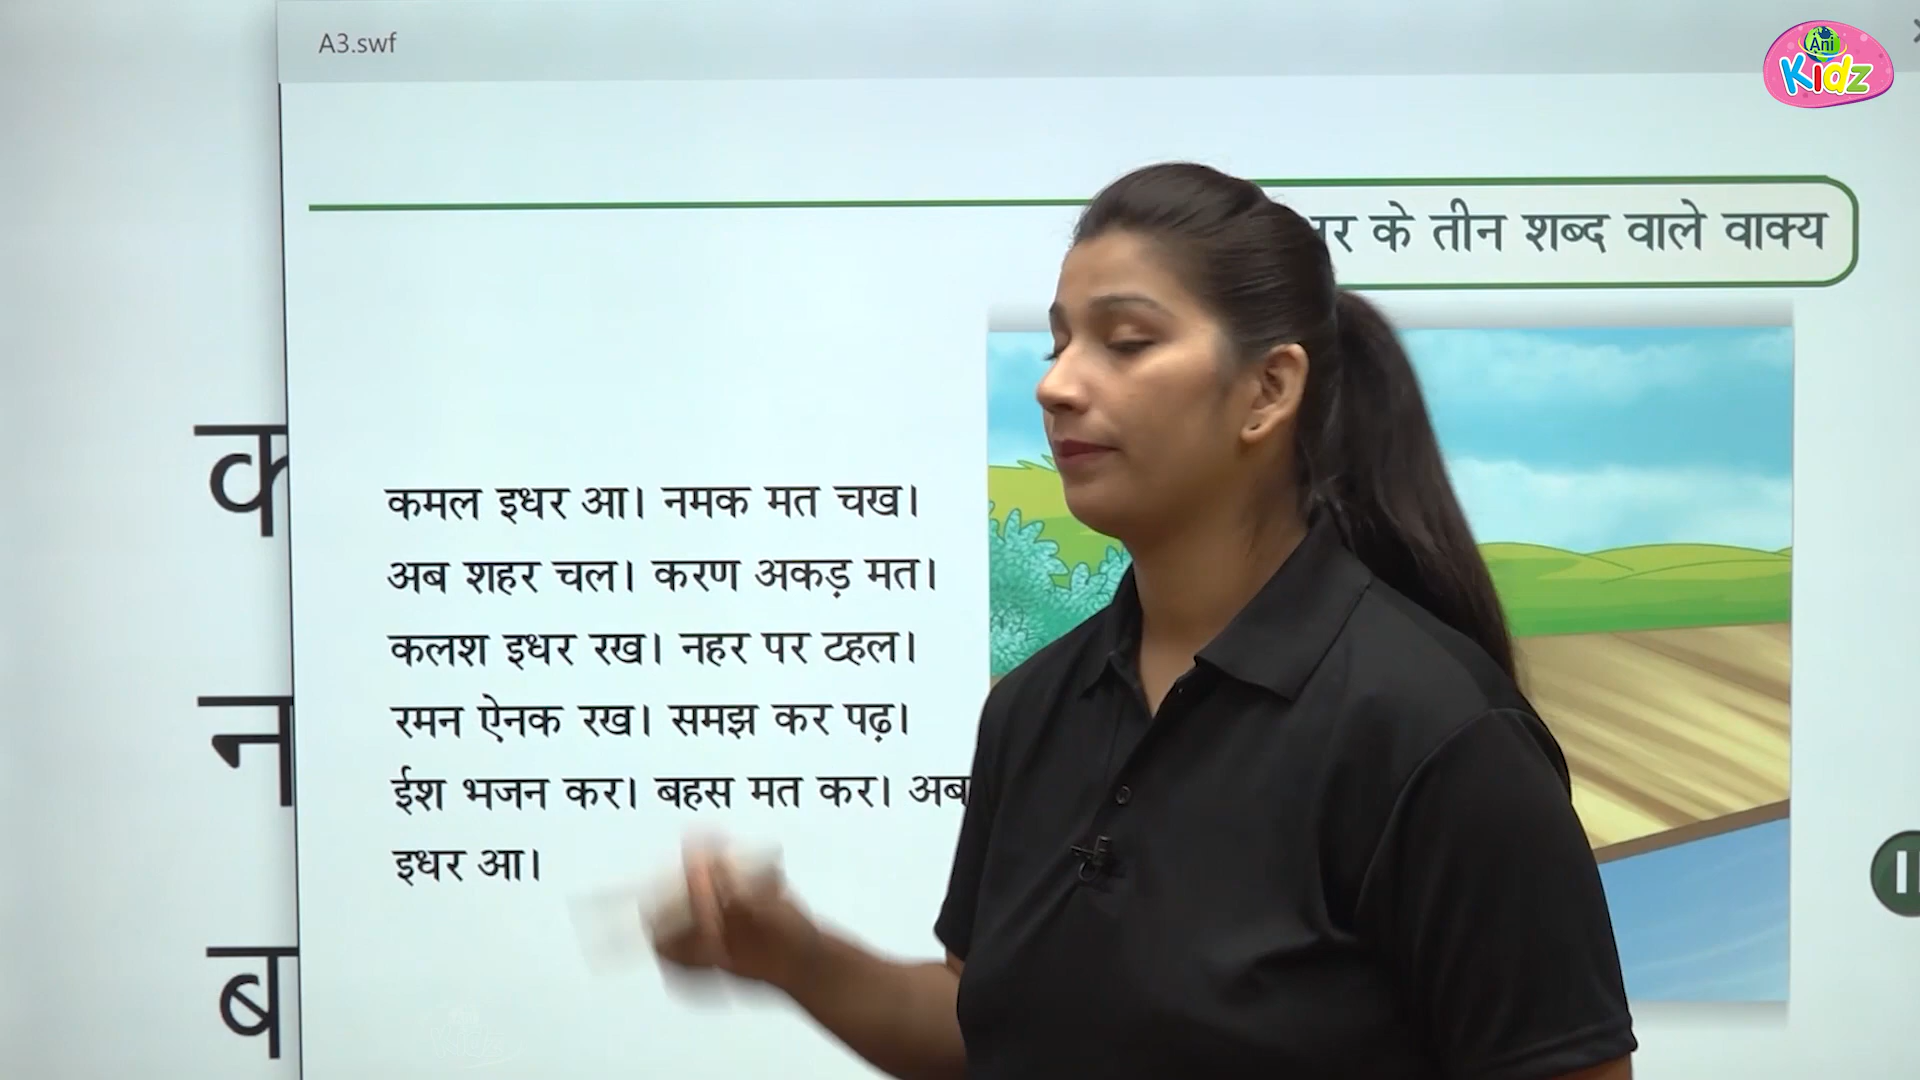 A3.swf
Ani
Kidz
के तीन शब्द वाले वाक्य
कमल इधर आ। नमक मत चख।
अब शहर चल। करण अकड़ मत।
कलश इधर रख। नहर पर टहल।
रमन ऐनक रख। समझ कर पढ़।
ईश भजन कर। बहस मत कर। अब
इधर आ।
क
न
ब